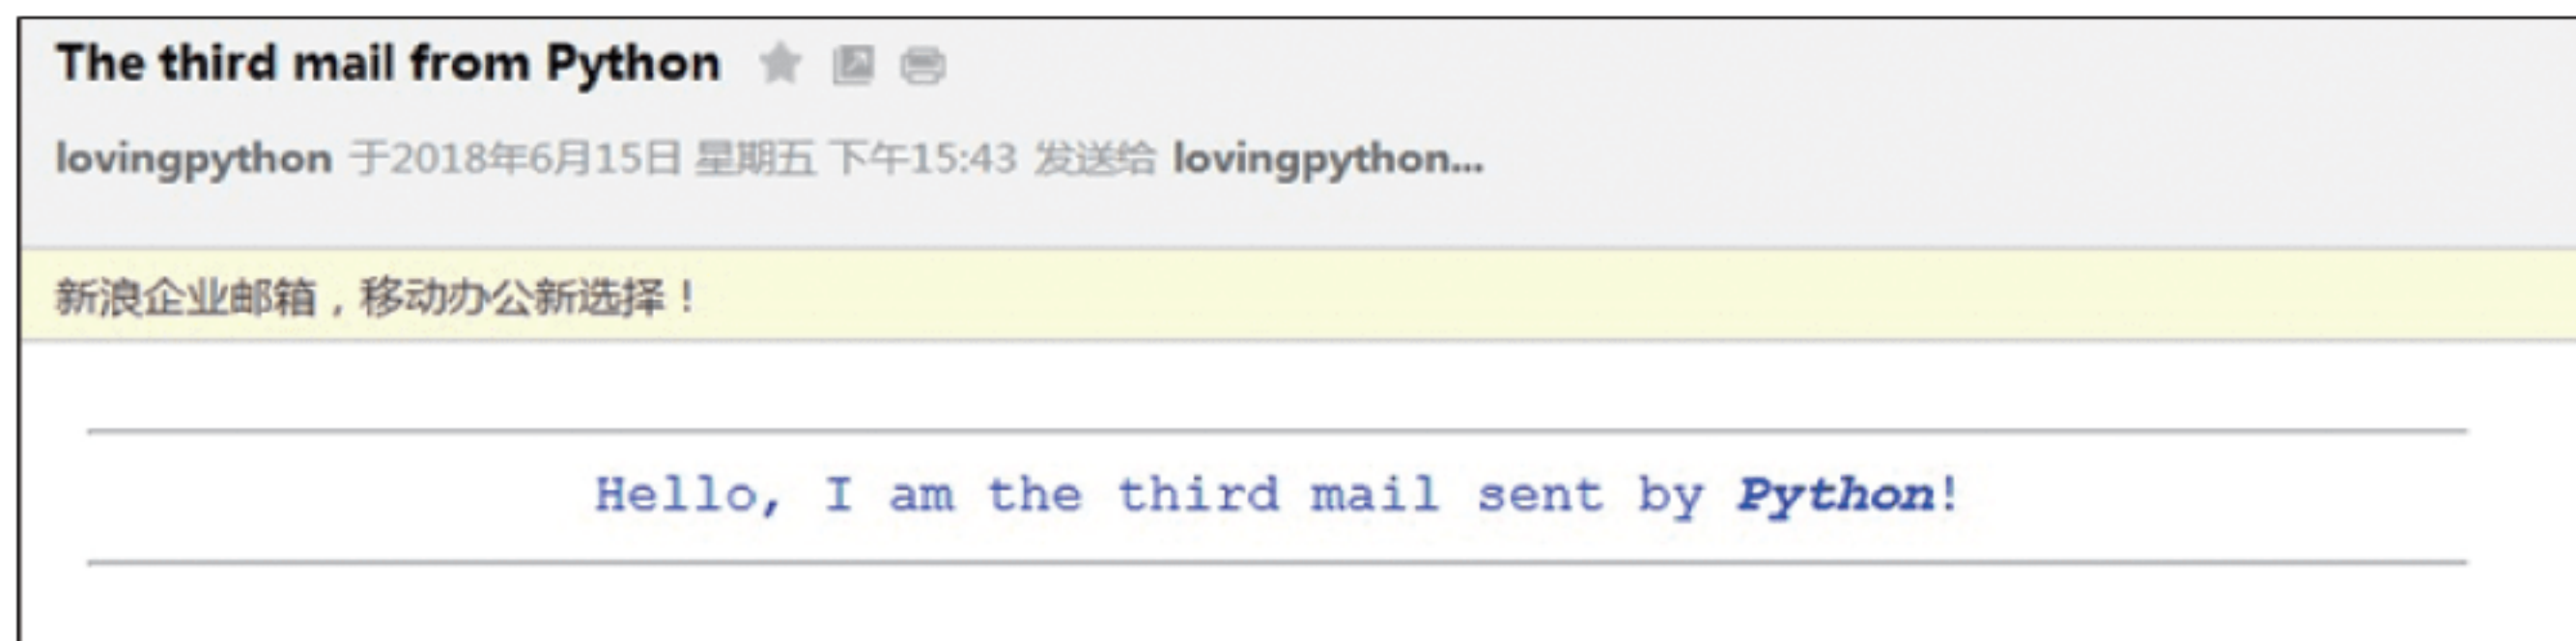 The third mail from Python
lovingpython 于2018年6月15日 星期五 下午15:43 发送给 lovingpython...
新浪企业邮箱，移动办公新选择！
Hello, I am the third mail sent by Python!